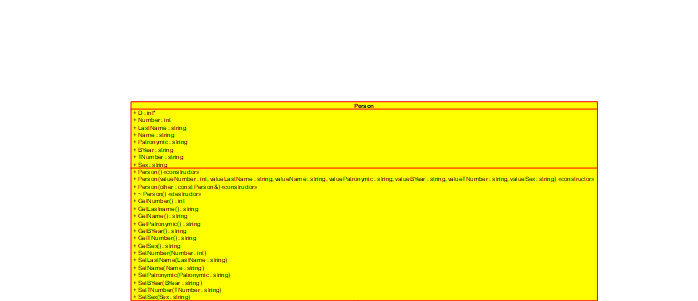 Person
+ D : int*
+ Number : int
+ LastName : string
+ Name : string
+ Patronymic : string
+ BYear : string
+ TNumber : string
+ Sex : string
+ Person() «constructor»
+ Person(valueNumber : int, valueLastName : string, valueName : string, valuePatronymic : string, valueBYear : string, valueTNumber : string, valueSex : string) «constructor»
+ Person(other : const Person&) «constructor»
+ ~ Person() «destructor»
+ GetNumber() : int
+ GetLastname() : string
+ GetName() : string
+ GetPatronymic() : string
+ GetBYear() : string
+ GetTNumber() : string
+ GetSex() : string
+ SetNumber(Number : int)
+ SetLastName(LastName : string)
+ SetName(Name : string)
+ SetPatronymic(Patronymic : string)
+ SetBYear(BYear : string)
+ SetTNumber(TNumber : string)
+ SetSex(Sex : string)